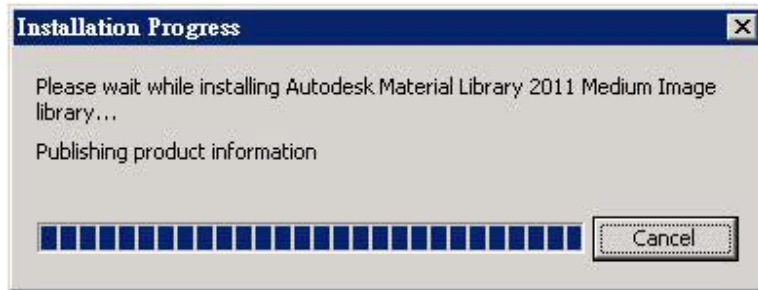 Installation Progress
Please wait while installing Autodesk Material Library 2011 Medium Image
library...
Publishing product information
Cancel